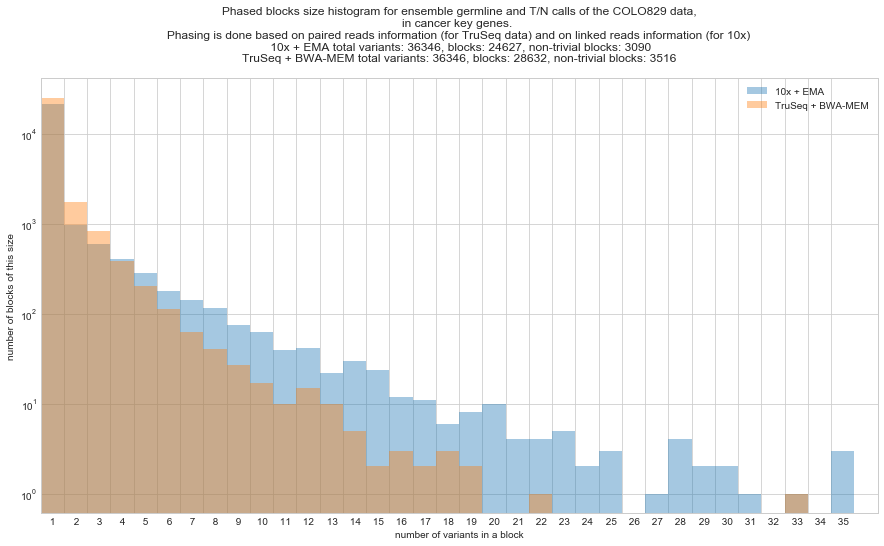 Phased blocks size histogram for ensemble germline and T/N calls of the COLO829 data,
in cancer key genes.
Phasing is done based on paired reads information (for TruSeq data) and on linked reads information (for 10x)
10x + EMA total variants: 36346, blocks: 24627, non-trivial blocks: 3090
TruSeq + BWA-MEM total variants: 36346, blocks: 28632, non-trivial blocks: 3516
10x + EMA
TruSeq + BWA-MEM
number of blocks of this size
10⁴
10³
10²
10¹
10⁰
1 2 3 4 5 6 7 8 9 10 11 12 13 14 15 16 17 18 19 20 21 22 23 24 25 26 27 28 29 30 31 32 33 34 35
number of variants in a block